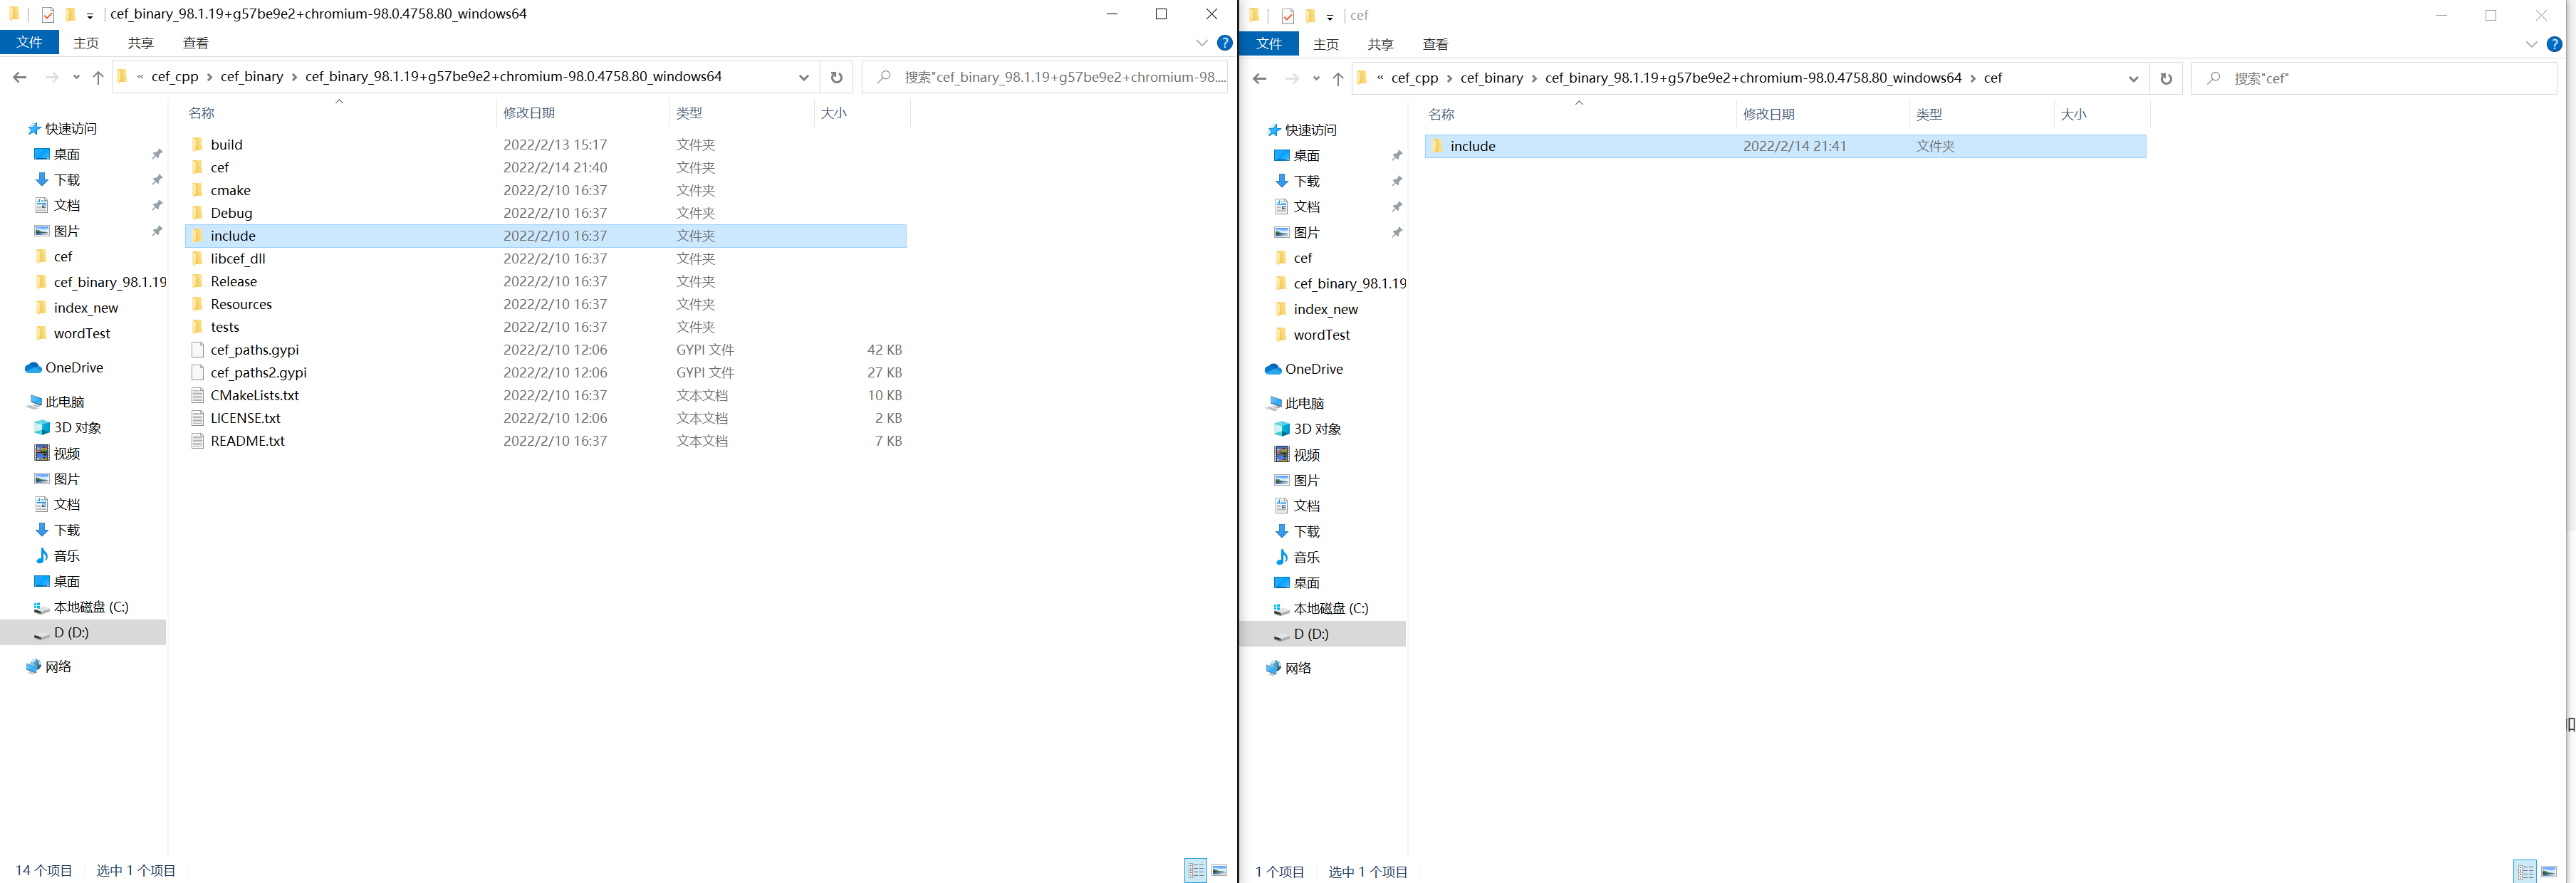 cef_binary_98.1.19+g57be9e2+chromium-98.0.4758.80_windows64
文件 主页 共享 查看
« cef_cpp › cef_binary › cef_binary_98.1.19+g57be9e2+chromium-98.0.4758.80_windows64
搜索"cef_binary_98.1.19+g57be9e2+chromium-98....
快速访问
桌面
下载
文档
图片
cef
cef_binary_98.1.19
index_new
wordTest
OneDrive
此电脑
3D 对象
视频
图片
文档
下载
音乐
桌面
本地磁盘 (C:)
D (D:)
网络
名称 修改日期 类型 大小
build 2022/2/13 15:17 文件夹
cef 2022/2/14 21:40 文件夹
cmake 2022/2/10 16:37 文件夹
Debug 2022/2/10 16:37 文件夹
include 2022/2/10 16:37 文件夹
libcef_dll 2022/2/10 16:37 文件夹
Release 2022/2/10 16:37 文件夹
Resources 2022/2/10 16:37 文件夹
tests 2022/2/10 16:37 文件夹
cef_paths.gypi 2022/2/10 12:06 GYPI 文件 42 KB
cef_paths2.gypi 2022/2/10 12:06 GYPI 文件 27 KB
CMakeLists.txt 2022/2/10 16:37 文本文档 10 KB
LICENSE.txt 2022/2/10 12:06 文本文档 2 KB
README.txt 2022/2/10 16:37 文本文档 7 KB
14 个项目 选中 1 个项目
cef
文件 主页 共享 查看
« cef_cpp › cef_binary › cef_binary_98.1.19+g57be9e2+chromium-98.0.4758.80_windows64 › cef
搜索"cef"
快速访问
桌面
下载
文档
图片
cef
cef_binary_98.1.19
index_new
wordTest
OneDrive
此电脑
3D 对象
视频
图片
文档
下载
音乐
桌面
本地磁盘 (C:)
D (D:)
网络
名称 修改日期 类型 大小
include 2022/2/14 21:41 文件夹
1 个项目 选中 1 个项目